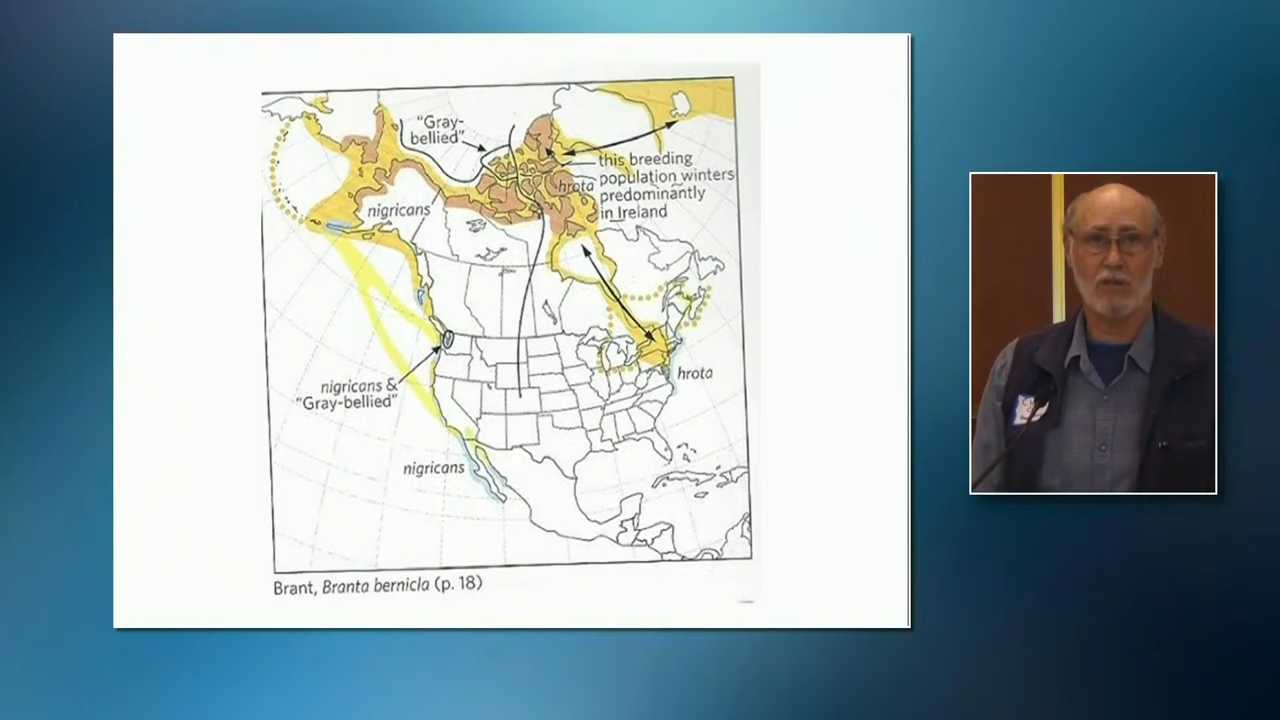 "Gray-
bellied"
this breeding
population winters
predominantly
in Ireland
hrota
nigricans
nigricans &
"Gray-bellied"
hrota
nigricans
Brant, Branta bernicla (p. 18)